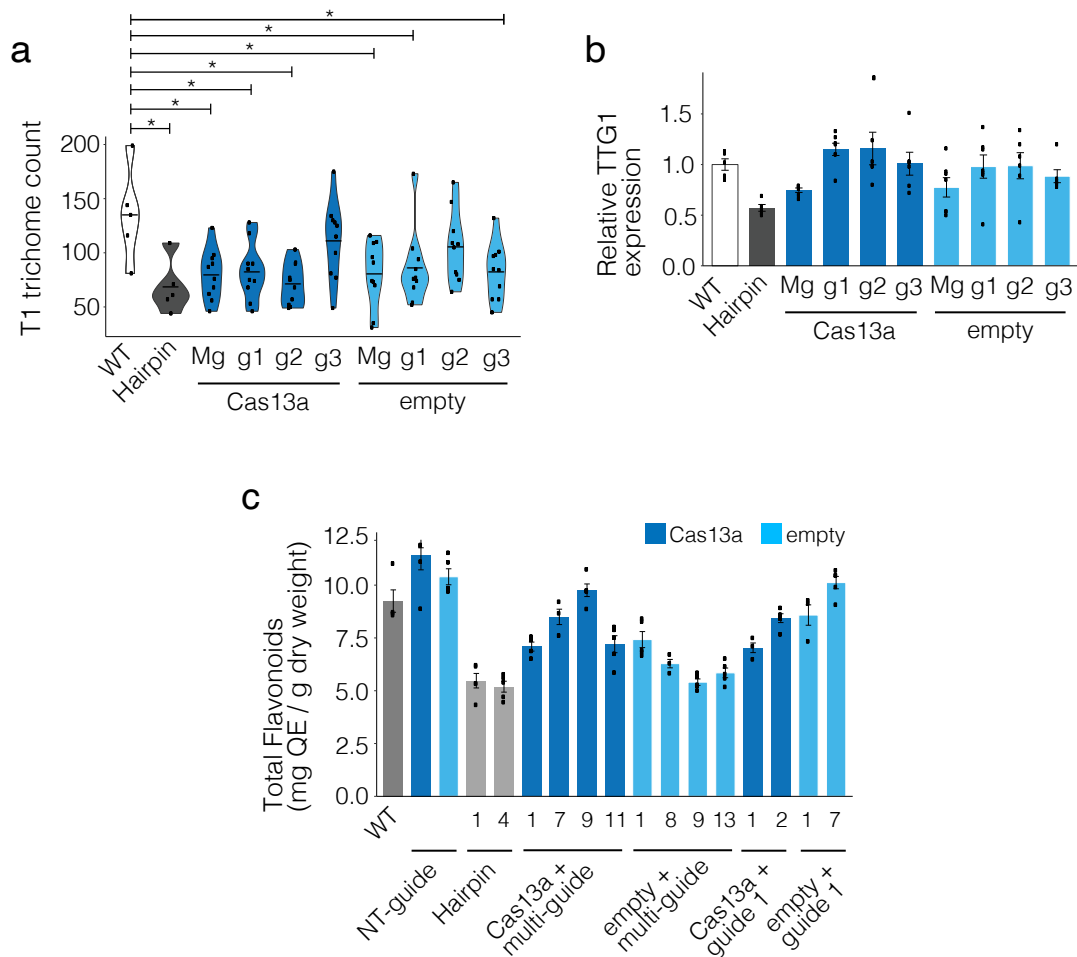 a
*
*
*
*
*
*
*
T1 trichome count
200
150
100
50
WT
Hairpin
Mg g1 g2 g3
Mg g1 g2 g3
Cas13a
empty
b
Relative TTG1
expression
1.5
1.0
0.5
0.0
WT
Hairpin
Mg g1 g2 g3
Mg g1 g2 g3
Cas13a
empty
c
Cas13a
empty
Total Flavonoids
(mg QE / g dry weight)
12.5
10.0
7.5
5.0
2.5
0.0
WT
1 4 1 7 9 11 1 8 9 13 1 2 1 7
NT-guide
Hairpin
Cas13a +
multi-guide
empty +
multi-guide
Cas13a +
guide 1
empty +
guide 1